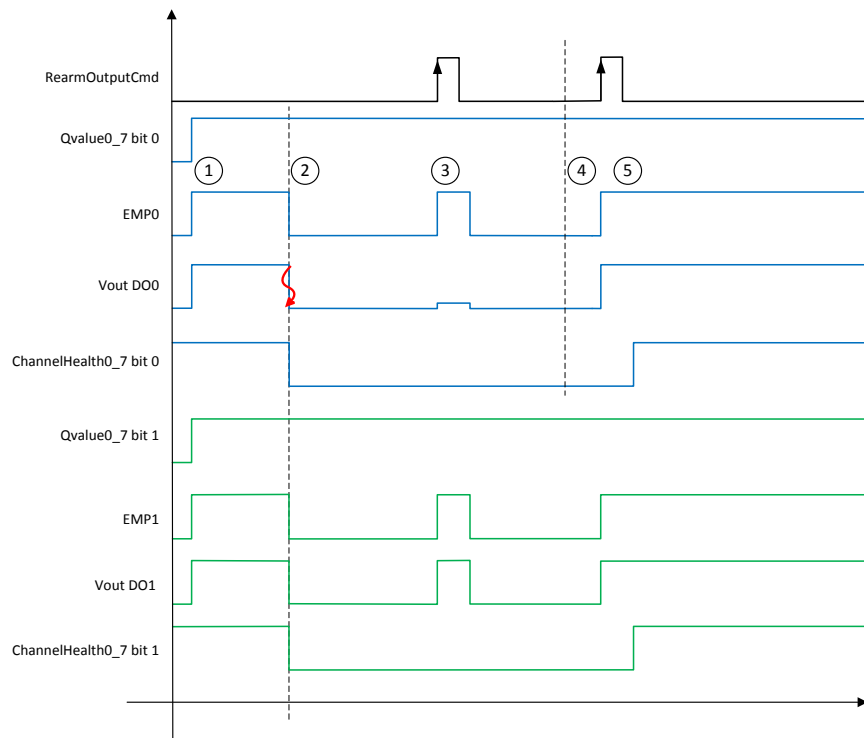 RearmOutputCmd
Qvalue0_7 bit 0
1
2
3
4
5
EMP0
Vout DO0
ChannelHealth0_7 bit 0
Qvalue0_7 bit 1
EMP1
Vout DO1
ChannelHealth0_7 bit 1